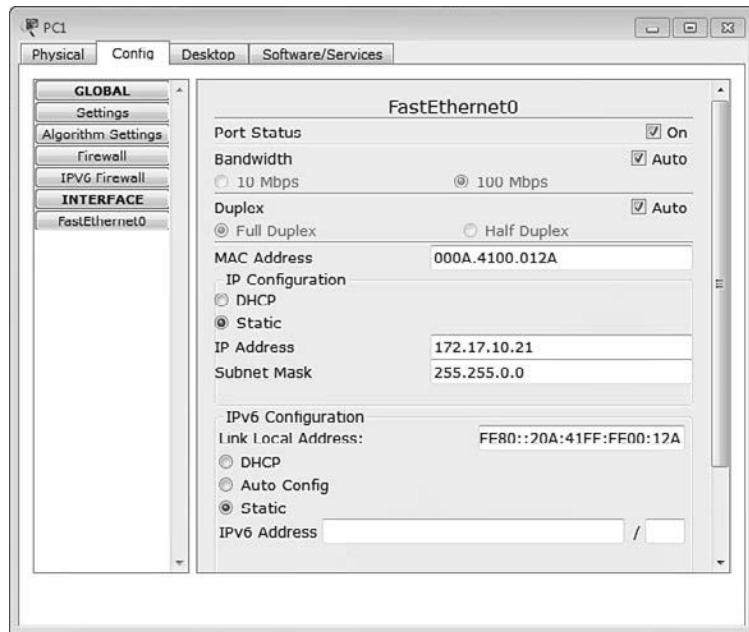 PC1
Physical Config Desktop Software/Services
GLOBAL
Settings
Algorithm Settings
Firewall
IPV6 Firewall
INTERFACE
FastEthernet0
FastEthernet0
Port Status On
Bandwidth Auto
10 Mbps 100 Mbps
Duplex Auto
Full Duplex Half Duplex
MAC Address 000A.4100.012A
IP Configuration
DHCP
Static
IP Address 172.17.10.21
Subnet Mask 255.255.0.0
IPv6 Configuration
Link Local Address: FE80::20A:41FF:FE00:12A
DHCP
Auto Config
Static
IPv6 Address /